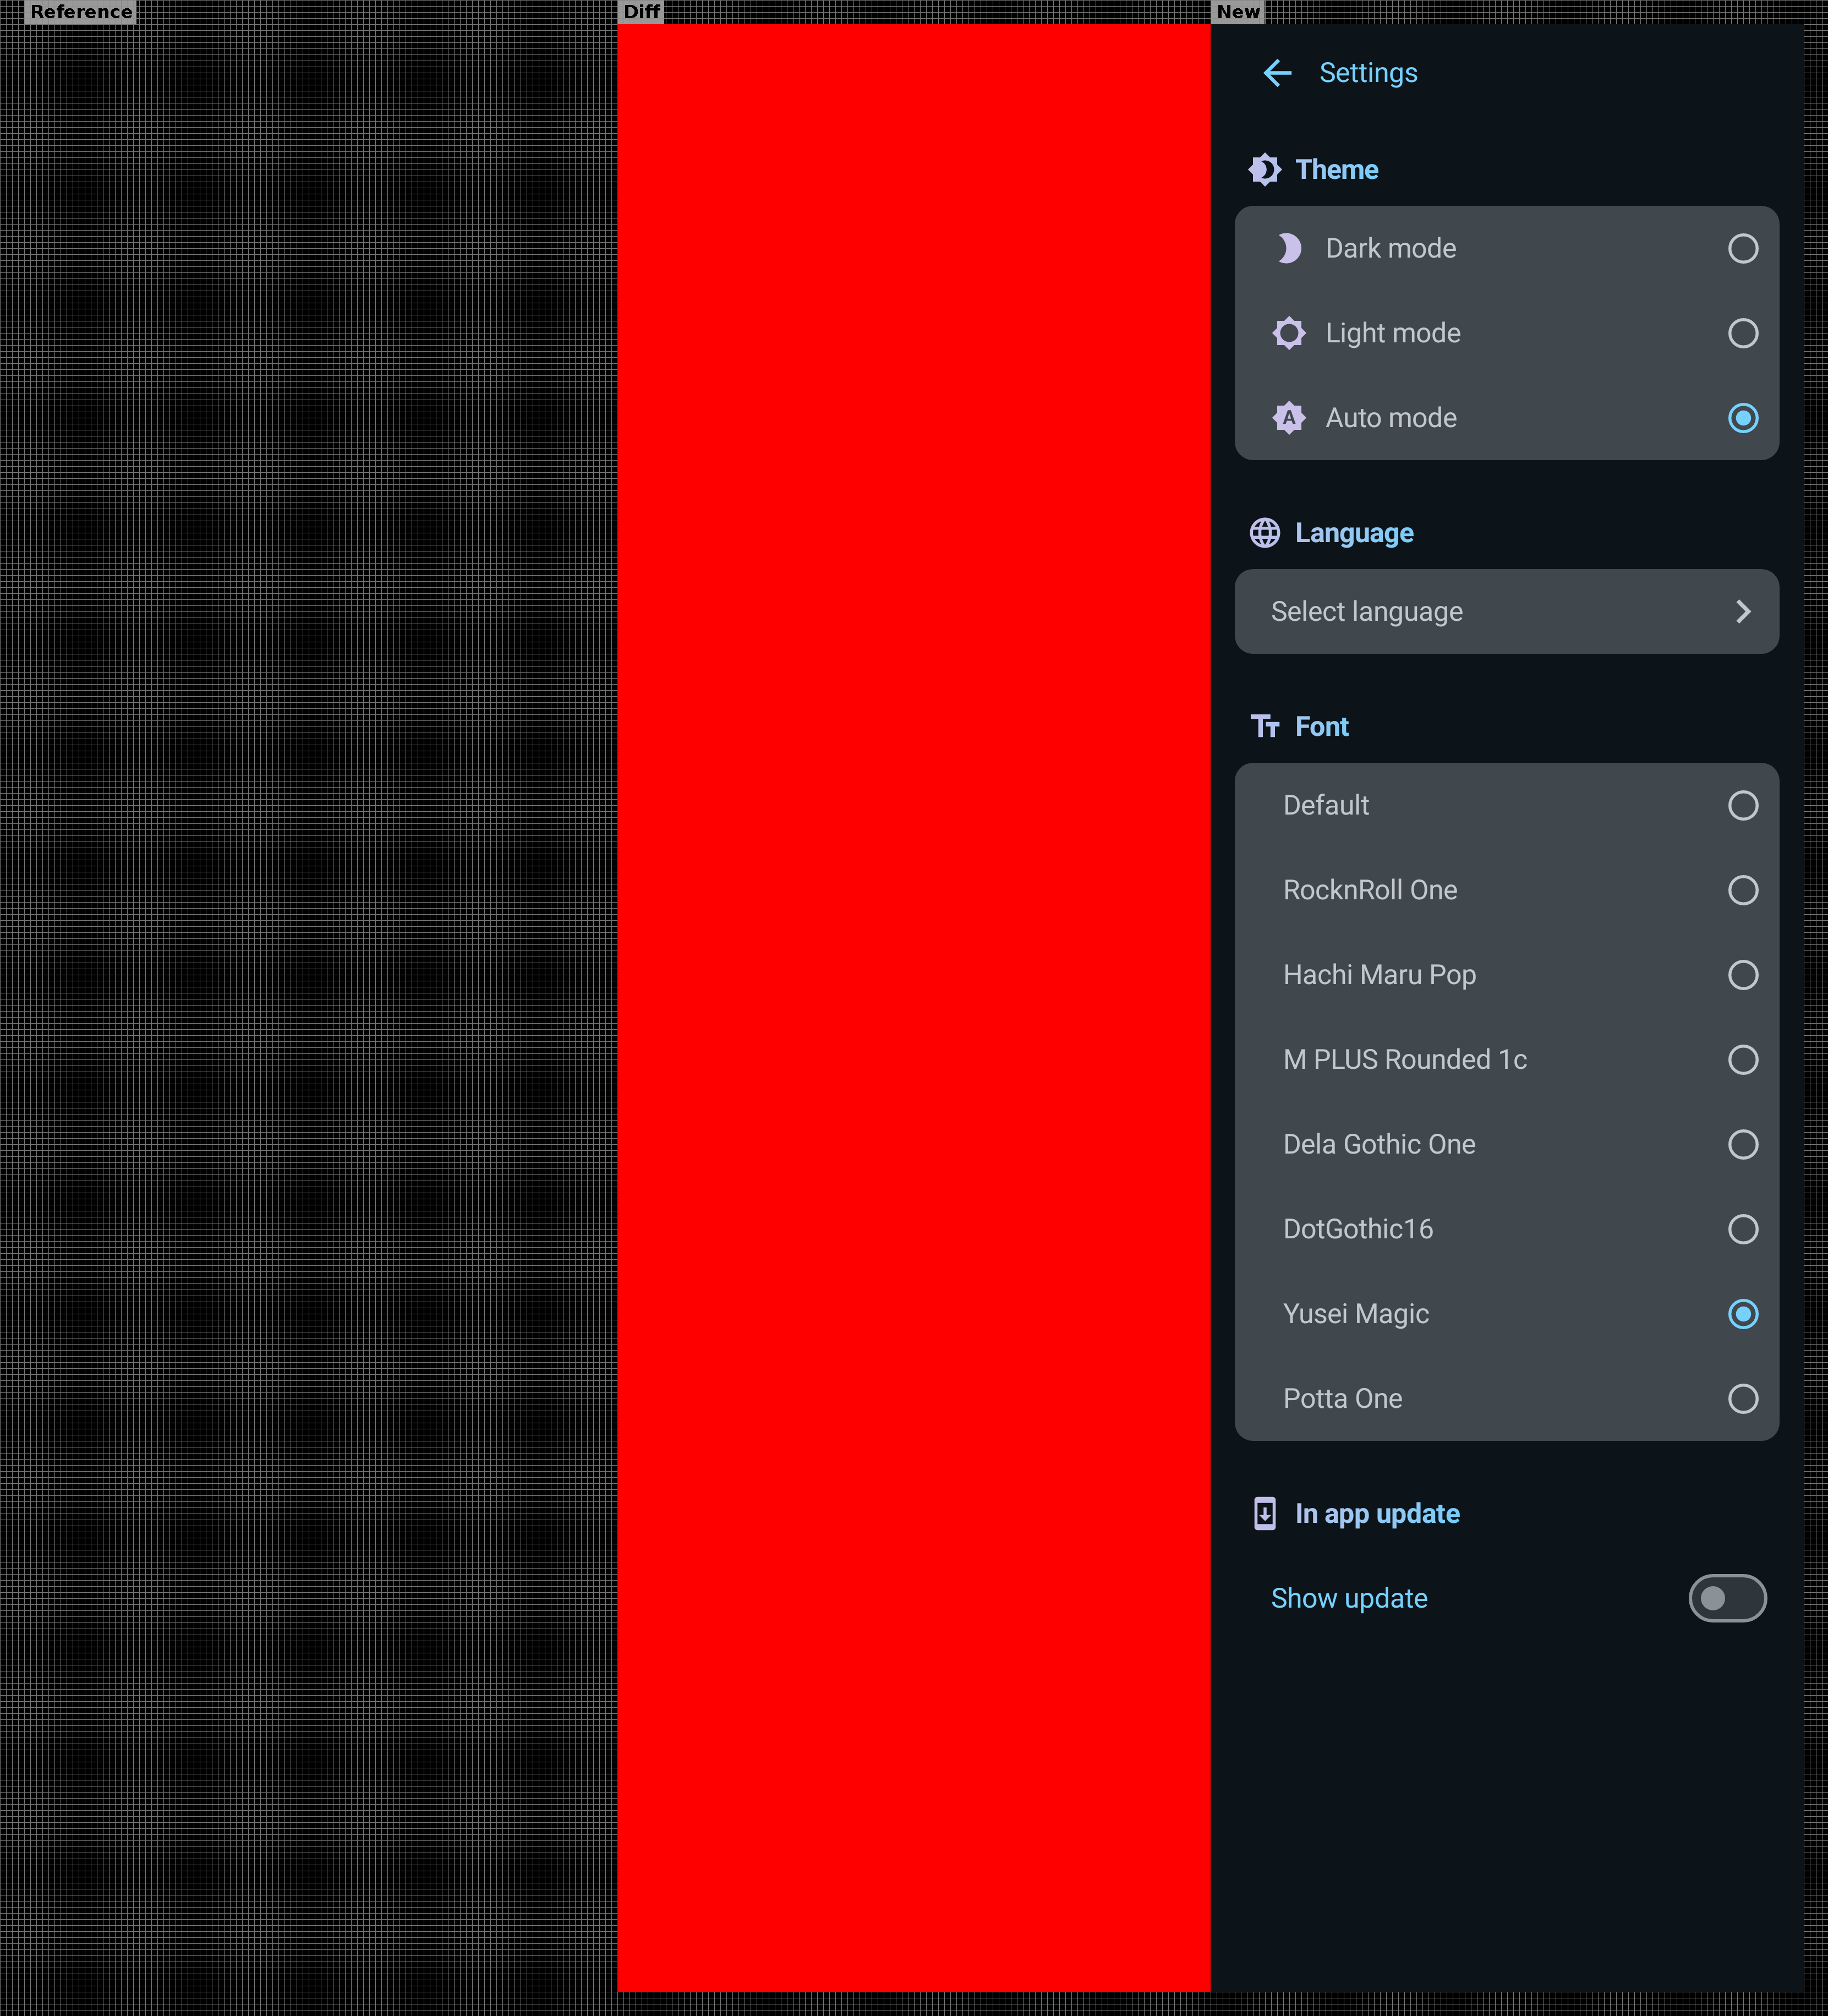 Reference
Diff
New
Settings
Theme
Dark mode
Light mode
A Auto mode
Language
Select language
Tt Font
Default
RocknRoll One
Hachi Maru Pop
M PLUS Rounded 1c
Dela Gothic One
DotGothic16
Yusei Magic
Potta One
In app update
Show update